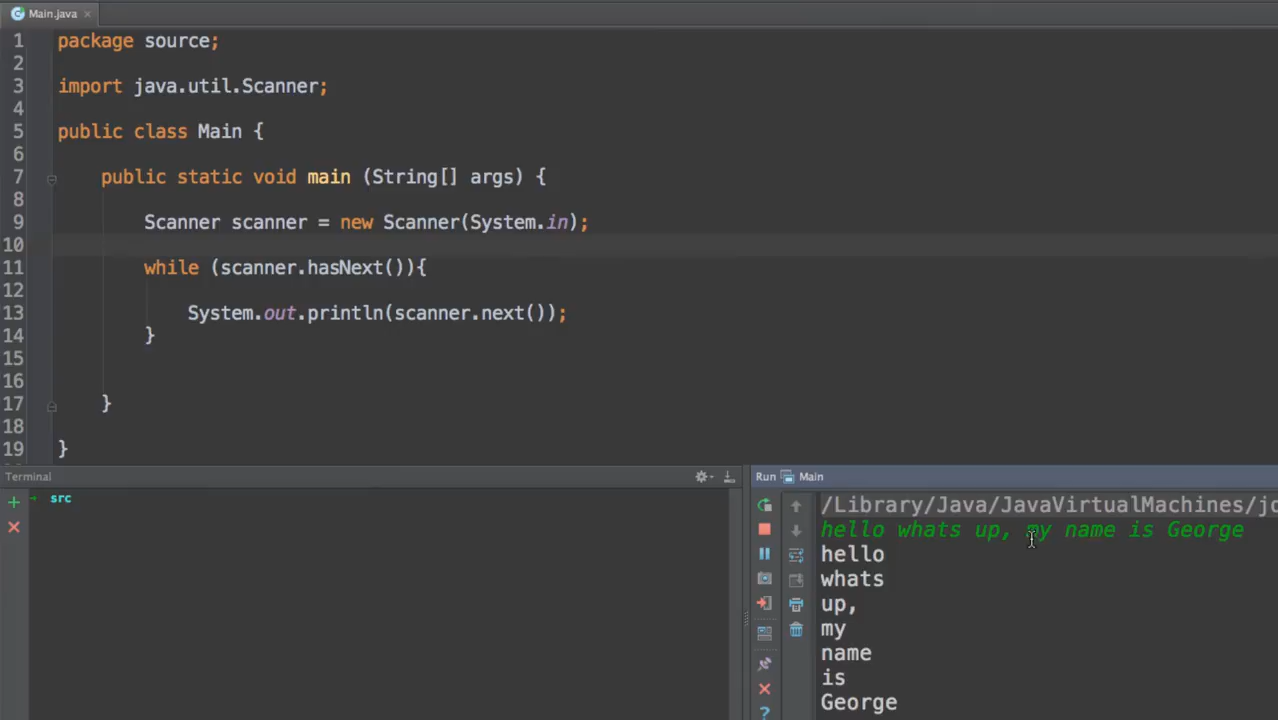 Main.java
1 package source;
2
3 import java.util.Scanner;
4
5 public class Main {
6
7 public static void main (String[] args) {
8
9 Scanner scanner = new Scanner(System.in);
10
11 while (scanner.hasNext()){
12
13 System.out.println(scanner.next());
14 }
15
16
17 }
18
19 }
Terminal
src
Run Main
/Library/Java/JavaVirtualMachines/
hello whats up, my name is George
hello
whats
up,
my
name
is
George